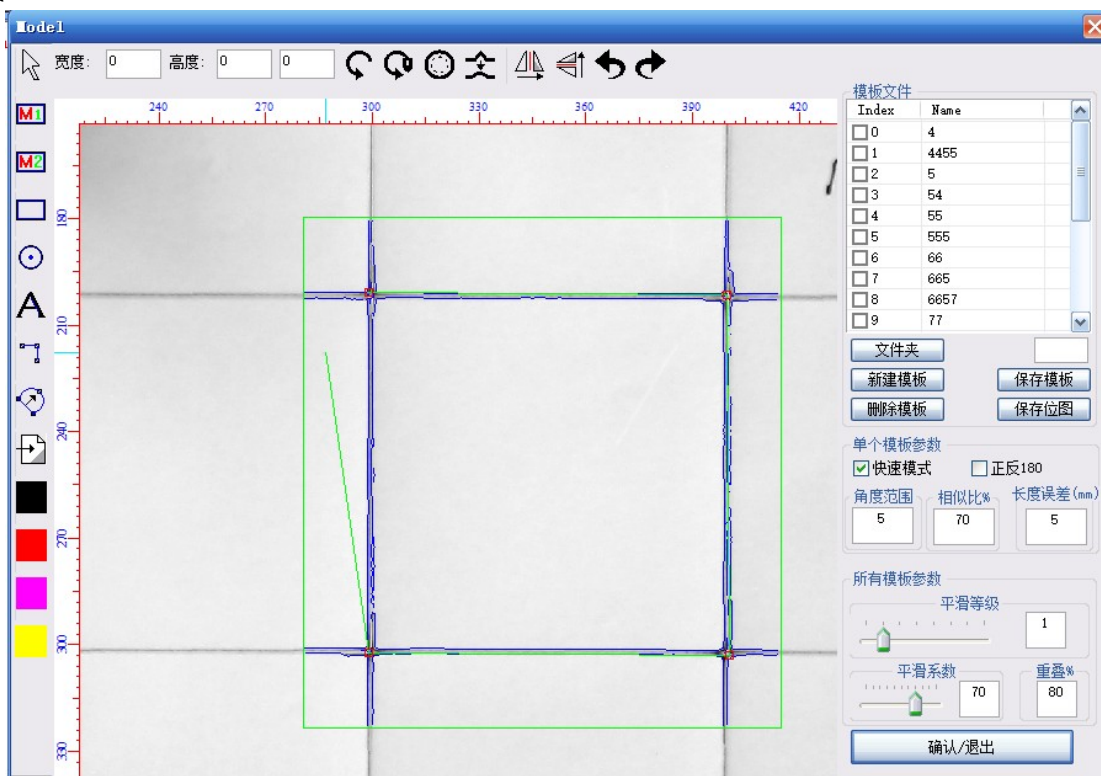 Model
宽度: 0 高度: 0 0
M1
M2
A
240 270 300 330 360 390 420
180
210
240
270
300
330
模板文件
Index Name
0 4
1 4455
2 5
3 54
4 55
5 555
6 66
7 665
8 6657
9 77
文件夹
新建模板 保存模板
删除模板 保存位图
单个模板参数
快速模式 正反180
角度范围 相似比% 长度误差(mm)
5 70 5
所有模板参数
平滑等级
1
平滑系数 重叠%
70 80
确认/退出